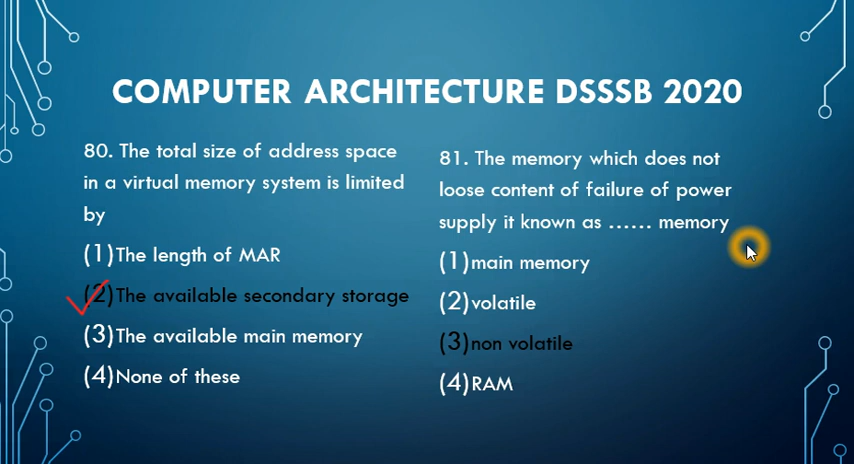 COMPUTER ARCHITECTURE DSSSB 2020
80. The total size of address space
in a virtual memory system is limited
by
(1)The length of MAR
(2)The available secondary storage
(3)The available main memory
(4)None of these
81. The memory which does not
loose content of failure of power
supply it known as ...... memory
(1)main memory
(2)volatile
(3)non volatile
(4)RAM